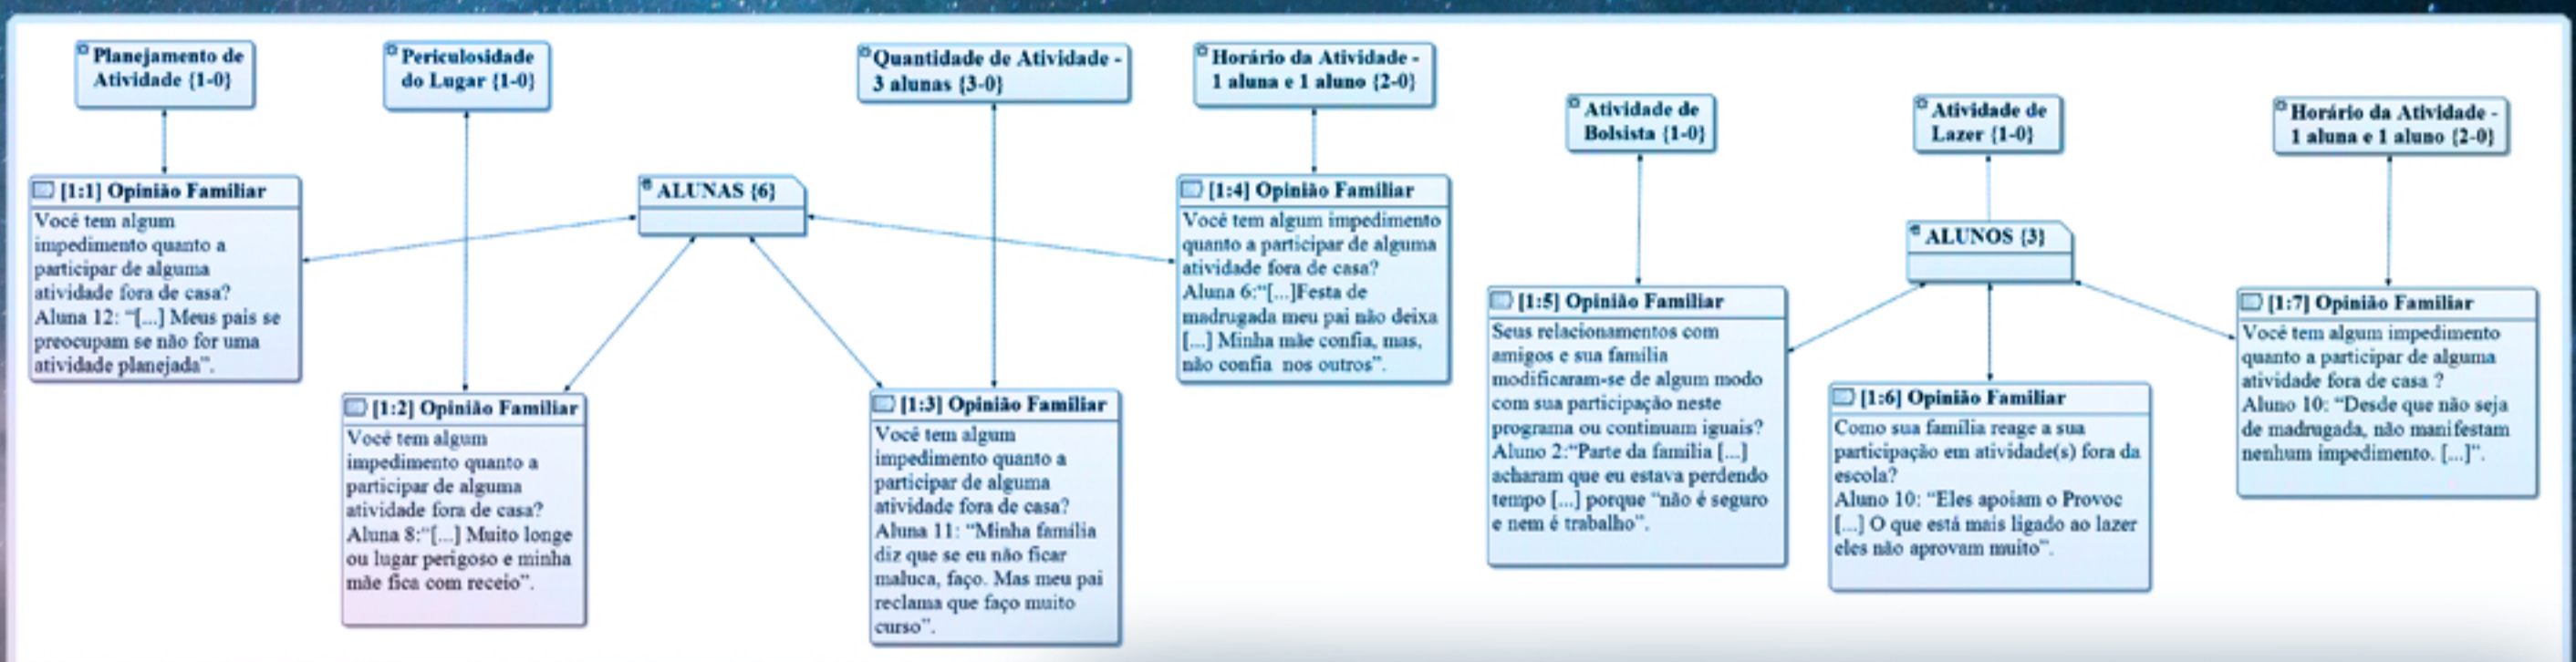 Planejamento de
Atividade {1-0}
Periculosidade
do Lugar {1-0}
Quantidade de Atividade -
3 alunas {3-0}
Horário da Atividade -
1 aluna e 1 aluno {2-0}
Atividade de
Bolsista {1-0}
Atividade de
Lazer {1-0}
Horário da Atividade -
1 aluna e 1 aluno {2-0}
ALUNAS {6}
ALUNOS {3}
[1:1] Opinião Familiar
Você tem algum
impedimento quanto a
participar de alguma
atividade fora de casa?
Aluna 12: “[...] Meus pais se
preocupam se não for uma
atividade planejada”.
[1:2] Opinião Familiar
Você tem algum
impedimento quanto a
participar de alguma
atividade fora de casa?
Aluna 8:“[...] Muito longe
ou lugar perigoso e minha
mãe fica com receio”.
[1:3] Opinião Familiar
Você tem algum
impedimento quanto a
participar de alguma
atividade fora de casa?
Aluna 11: “Minha família
diz que se eu não ficar
maluca, faço. Mas meu pai
reclama que faço muito
curso”.
[1:4] Opinião Familiar
Você tem algum impedimento
quanto a participar de alguma
atividade fora de casa?
Aluna 6:“[...]Festa de
madrugada meu pai não deixa
[...] Minha mãe confia, mas,
não confia nos outros”.
[1:5] Opinião Familiar
Seus relacionamentos com
amigos e sua família
modificaram-se de algum modo
com sua participação neste
programa ou continuam iguais?
Aluno 2:“Parte da família [...]
acharam que eu estava perdendo
tempo [...] porque “não é seguro
e nem é trabalho”.
[1:6] Opinião Familiar
Como sua família reage a sua
participação em atividade(s) fora da
escola?
Aluno 10: “Eles apoiam o Provoc
[...] O que está mais ligado ao lazer
eles não aprovam muito”.
[1:7] Opinião Familiar
Você tem algum impedimento
quanto a participar de alguma
atividade fora de casa ?
Aluno 10: “Desde que não seja
de madrugada, não manifestam
nenhum impedimento. [...]”.